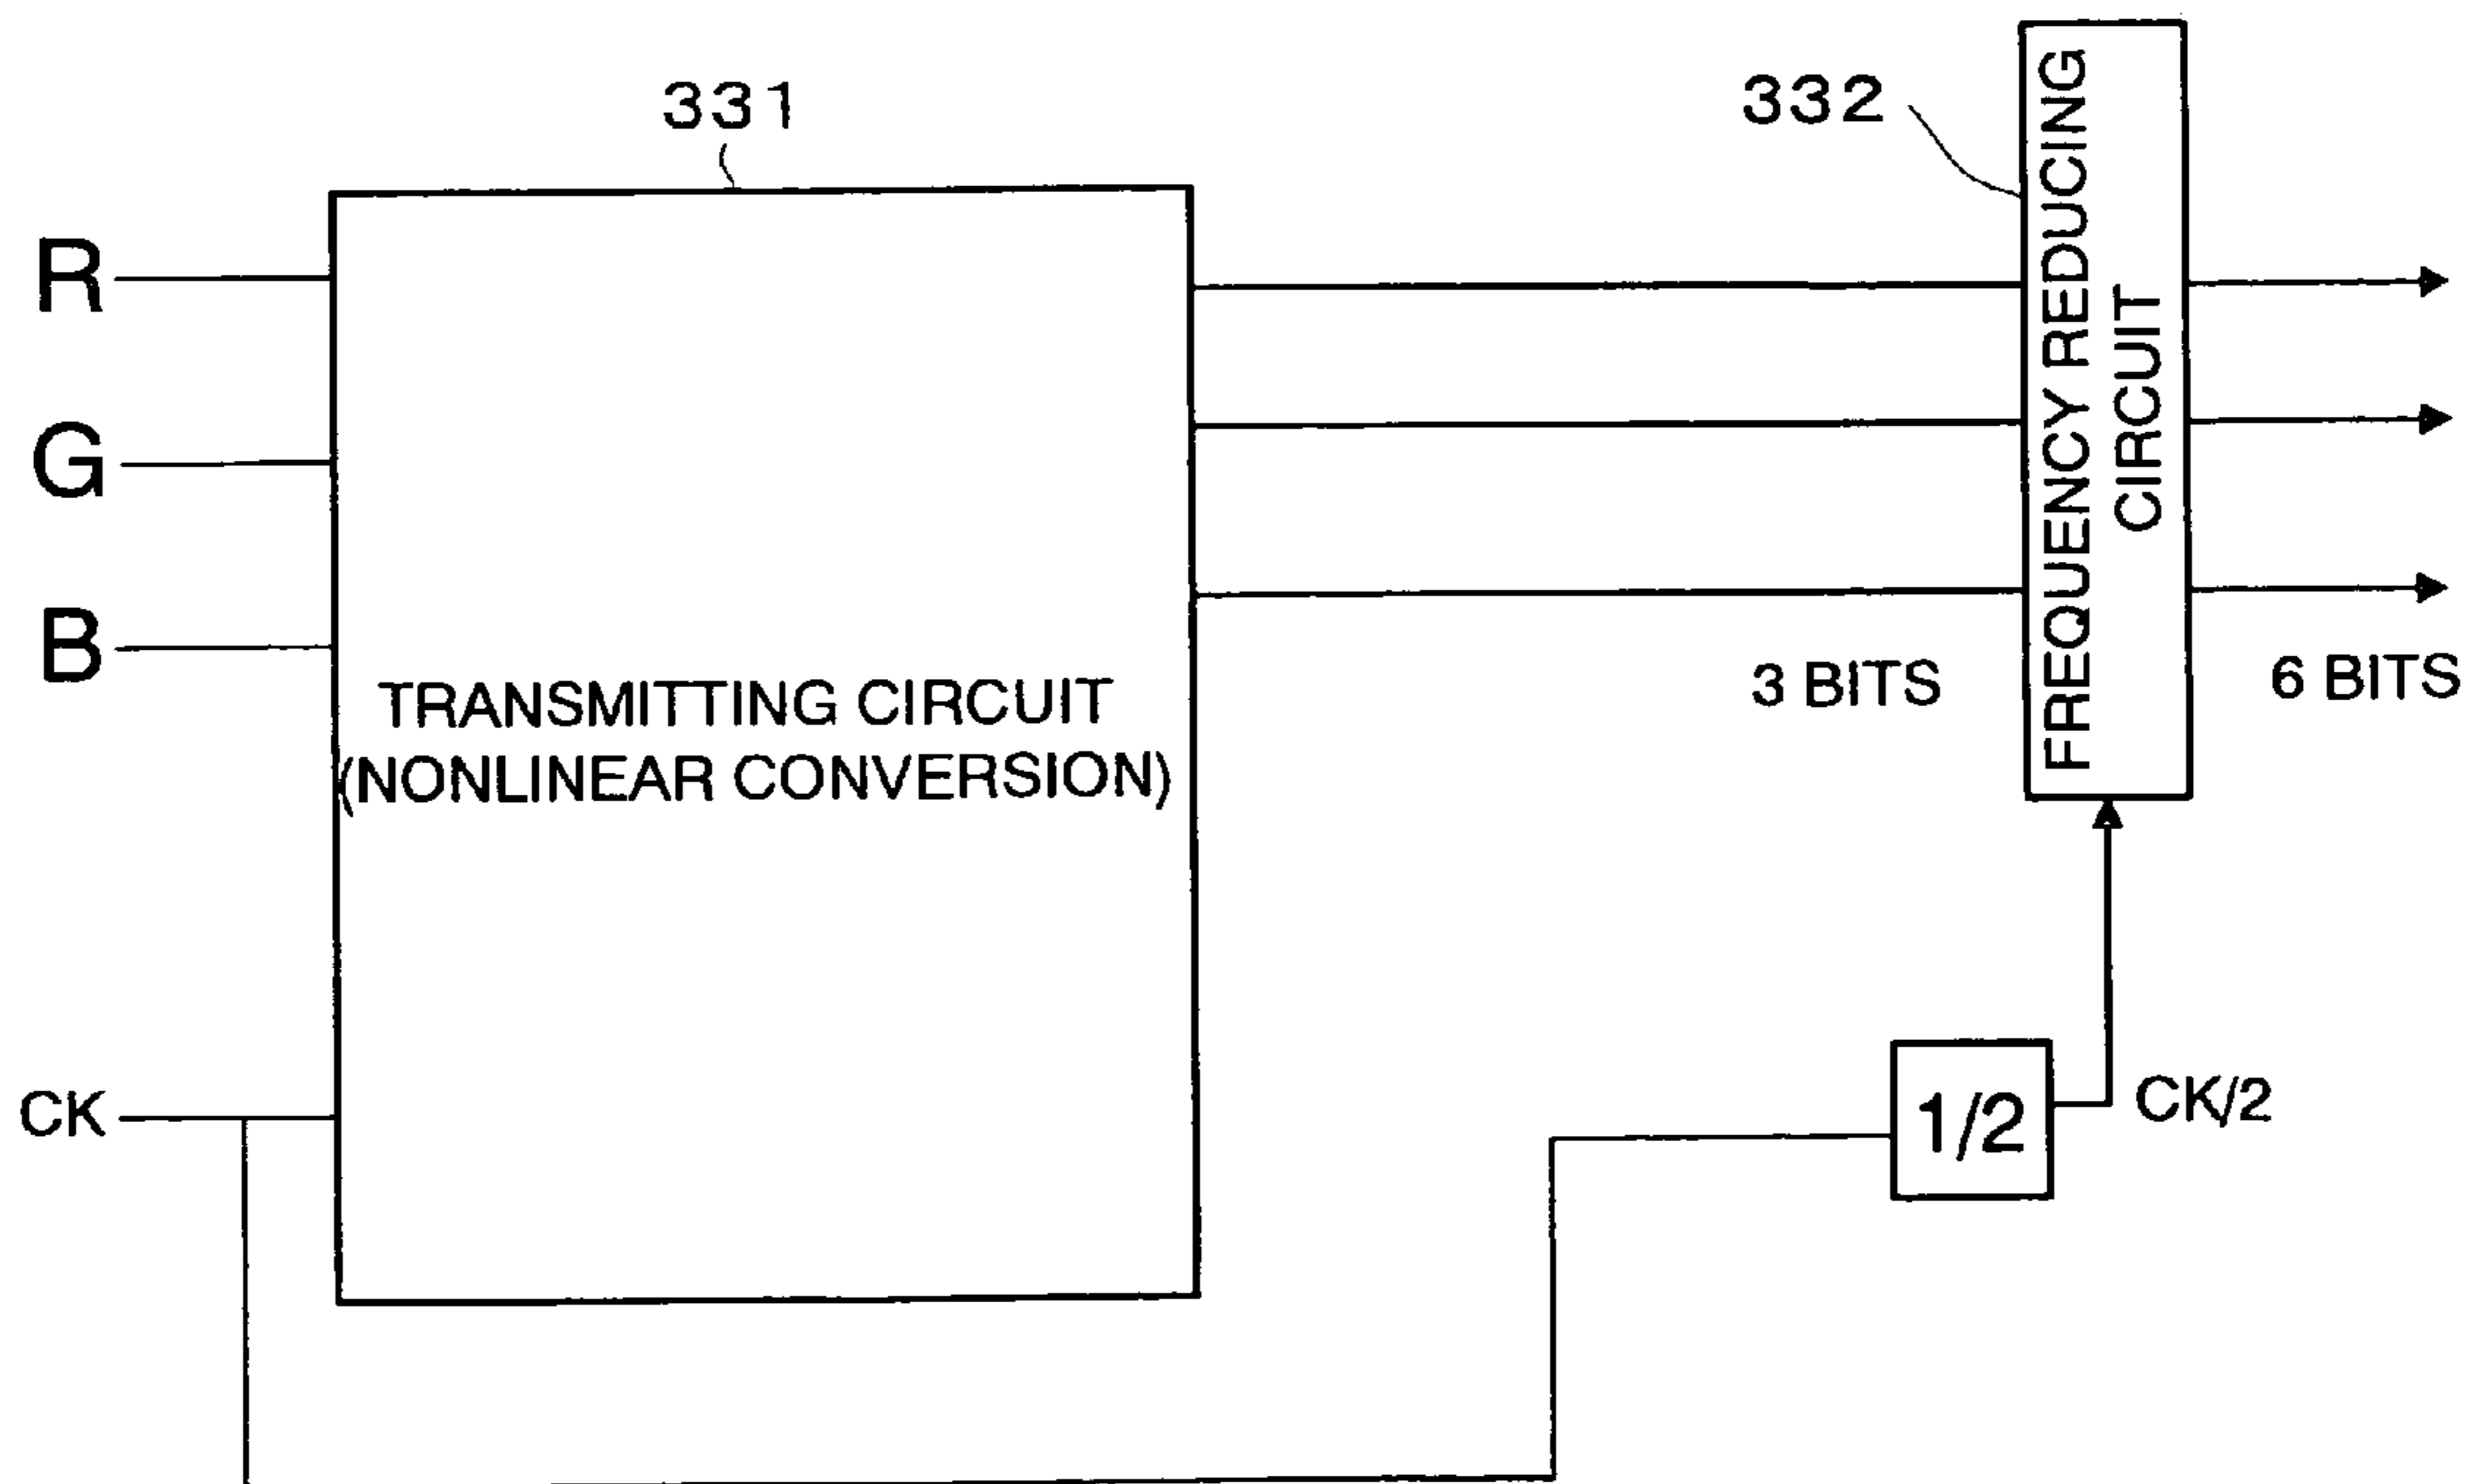 331
332
R
G
B
TRANSMITTING CIRCUIT
(NONLINEAR CONVERSION)
FREQUENCY REDUCING
CIRCUIT
3 BITS
6 BITS
CK
1/2
CK/2